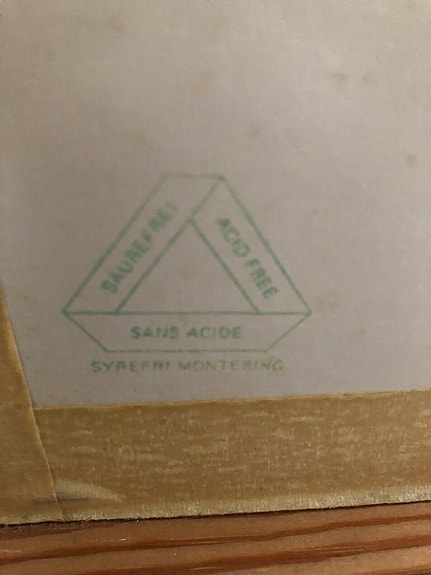 SÄUREFREI
ACID FREE
SANS ACIDE
SYREFRI MONTERING